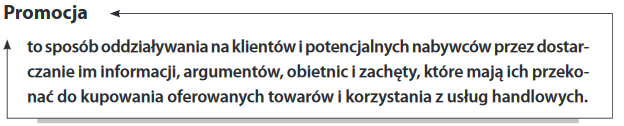 Promocja
to sposób oddziaływania na klientów i potencjalnych nabywców przez dostar-
czanie im informacji, argumentów, obietnic i zachęty, które mają ich przeko-
nać do kupowania oferowanych towarów i korzystania z usług handlowych.